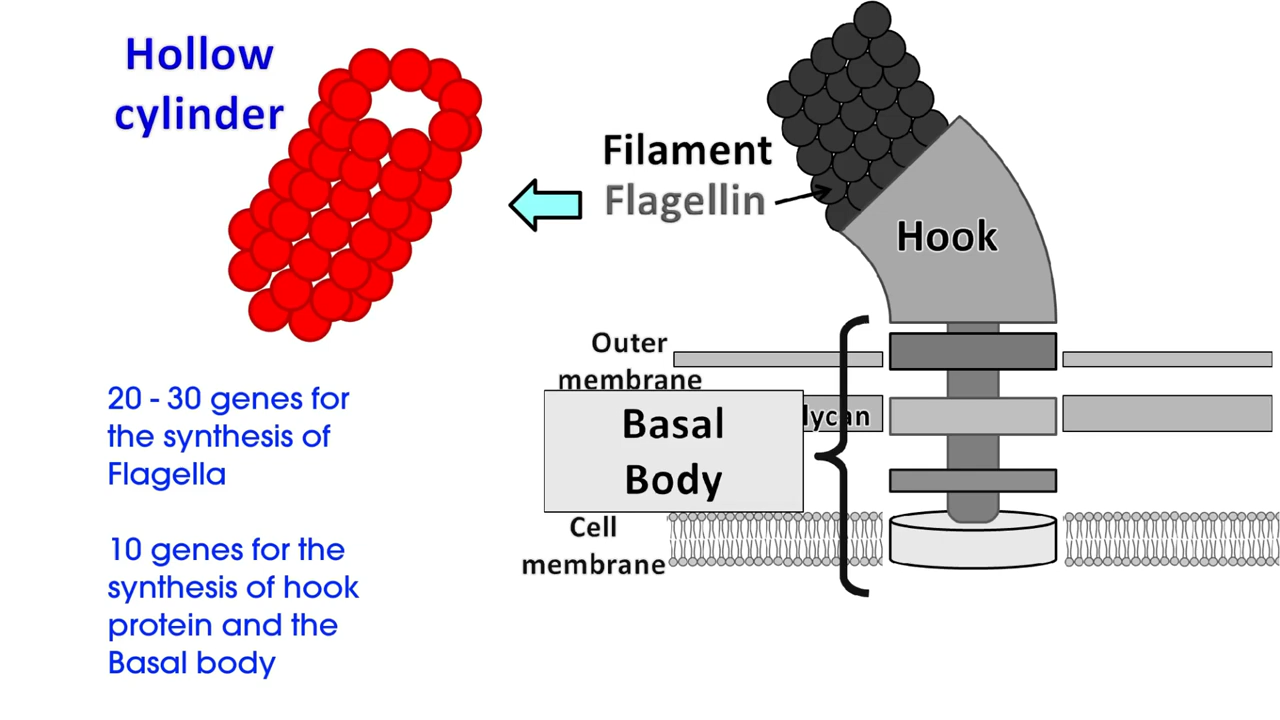 Hollow
cylinder
Filament
Flagellin
Hook
Outer
membrane
Basal
Body
lycan
Cell
membrane
20 - 30 genes for
the synthesis of
Flagella
10 genes for the
synthesis of hook
protein and the
Basal body